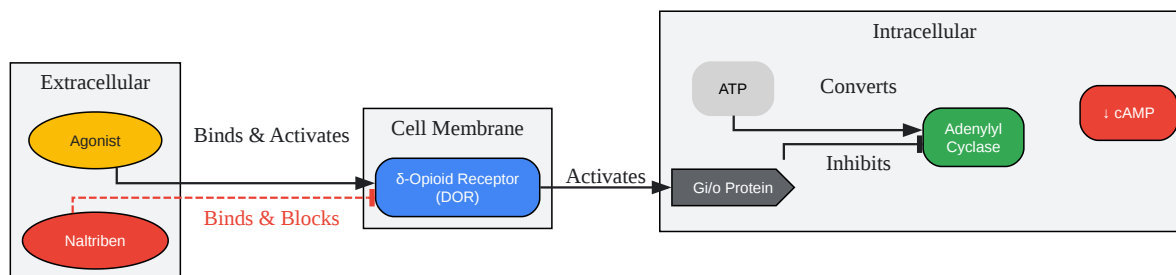 Extracellular
Agonist
Naltriben
Binds & Activates
Binds & Blocks
Cell Membrane
δ-Opioid Receptor
(DOR)
Activates
Intracellular
ATP
Converts
Gi/o Protein
Inhibits
Adenylyl
Cyclase
↓ cAMP